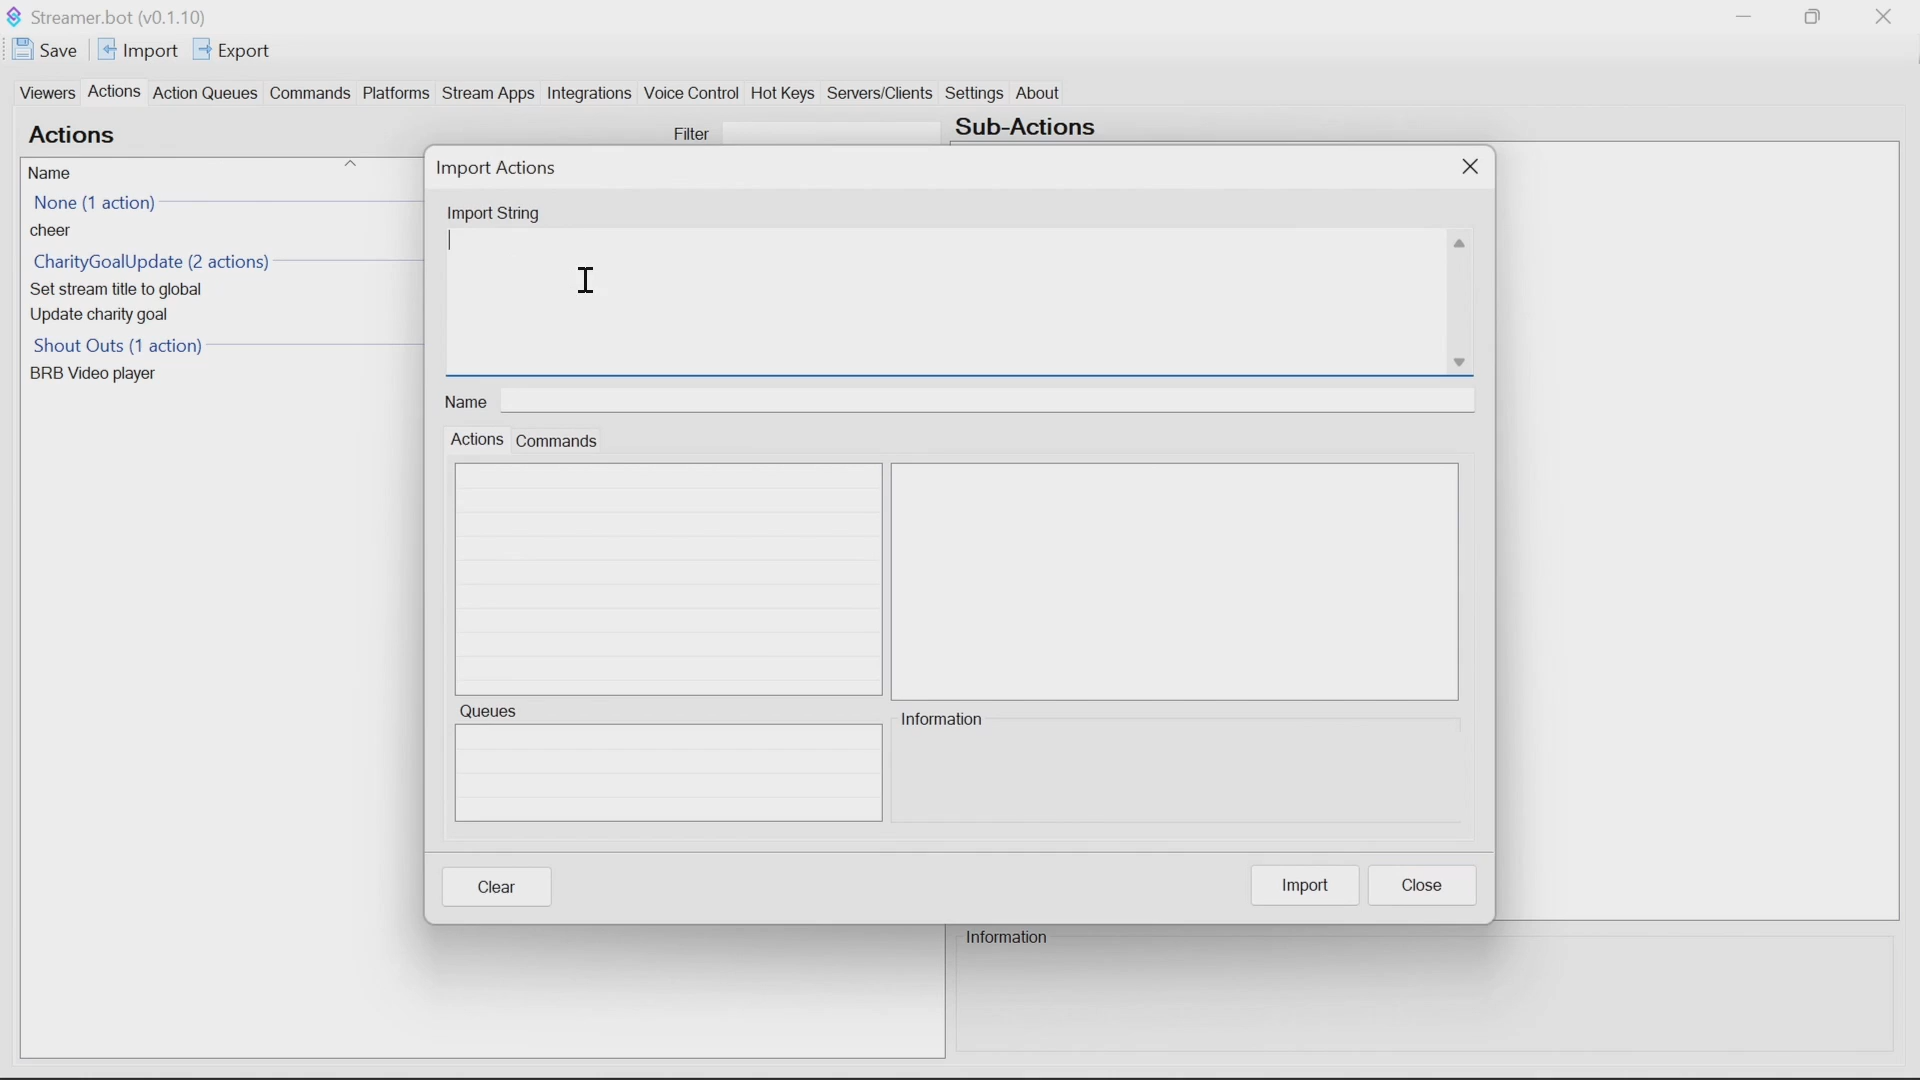 Streamer.bot (v0.1.10)
Save Import Export
Viewers Actions Action Queues Commands Platforms Stream Apps Integrations Voice Control Hot Keys Servers/Clients Settings About
Actions
Filter
Sub-Actions
Name
None (1 action)
cheer
CharityGoalUpdate (2 actions)
Set stream title to global
Update charity goal
Shout Outs (1 action)
BRB Video player
Import Actions
Import String
Name
Actions Commands
Queues
Information
Clear
Import
Close
Information